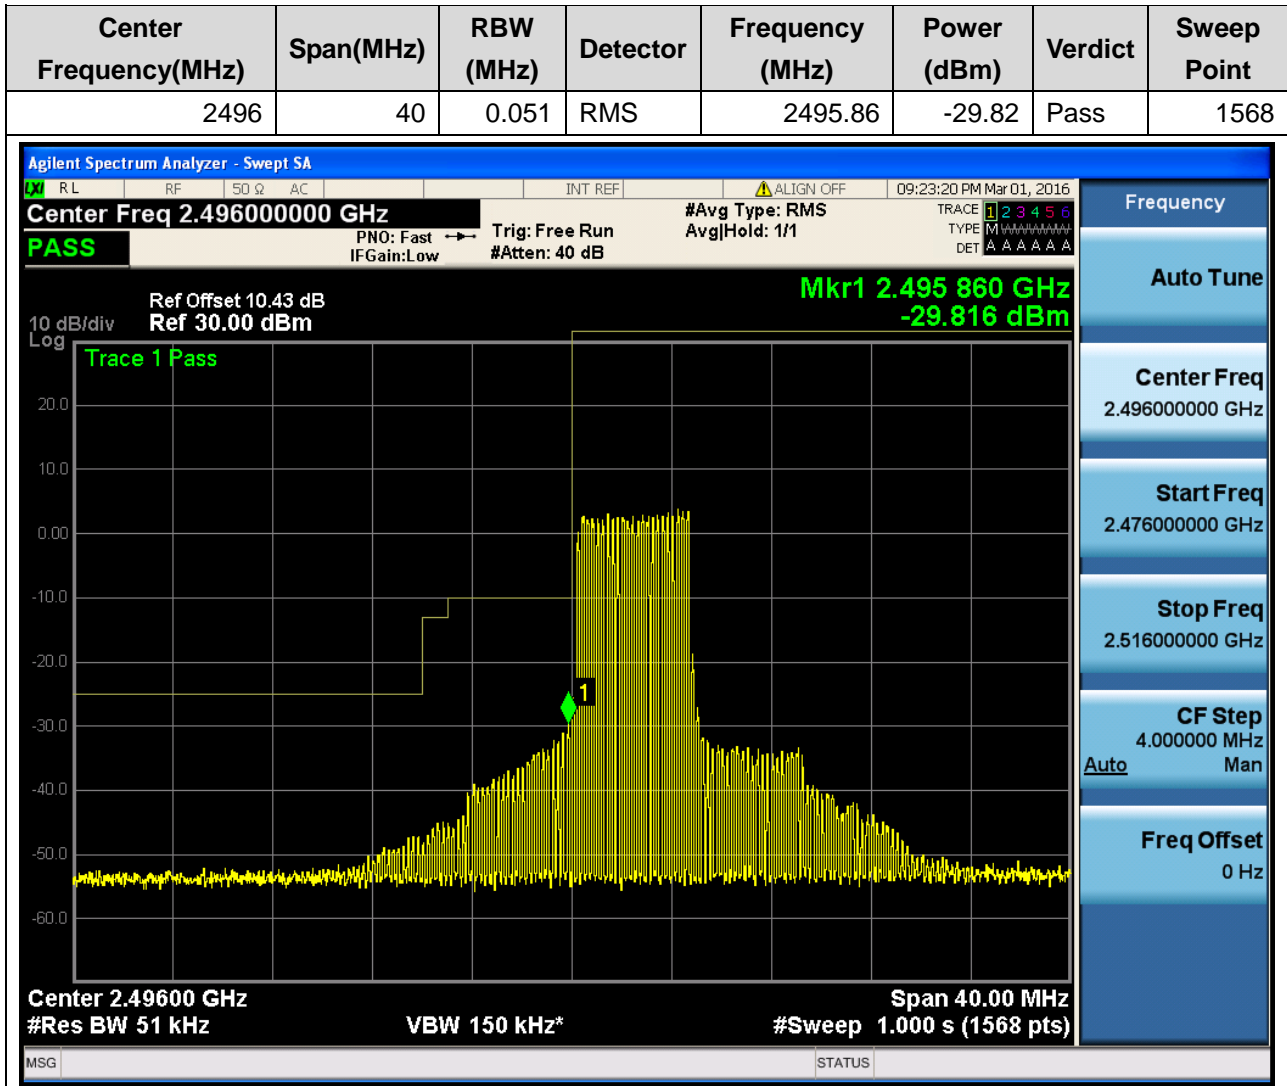 Center Frequency(MHz) Span(MHz) RBW (MHz) Detector Frequency (MHz) Power (dBm) Verdict Sweep Point
2496 40 0.051 RMS 2495.86 -29.82 Pass 1568
Agilent Spectrum Analyzer - Swept SA
LXI RL RF 50 Ω AC INT REF ALIGN OFF 09:23:20 PM Mar 01, 2016
Center Freq 2.496000000 GHz
#Avg Type: RMS
TRACE 1 2 3 4 5 6
PASS
PNO: Fast
Trig: Free Run
Avg|Hold: 1/1
TYPE M WWWWW
IFGain:Low
#Atten: 40 dB
DET A A A A A A
Mkr1 2.495 860 GHz
-29.816 dBm
Ref Offset 10.43 dB
10 dB/div Ref 30.00 dBm
Log
Trace 1 Pass
20.0
10.0
0.00
-10.0
-20.0
1
-30.0
-40.0
-50.0
-60.0
Center 2.49600 GHz
Span 40.00 MHz
#Res BW 51 kHz
VBW 150 kHz*
#Sweep 1.000 s (1568 pts)
MSG
STATUS
Frequency
Auto Tune
Center Freq
2.496000000 GHz
Start Freq
2.476000000 GHz
Stop Freq
2.516000000 GHz
CF Step
4.000000 MHz
Auto Man
Freq Offset
0 Hz